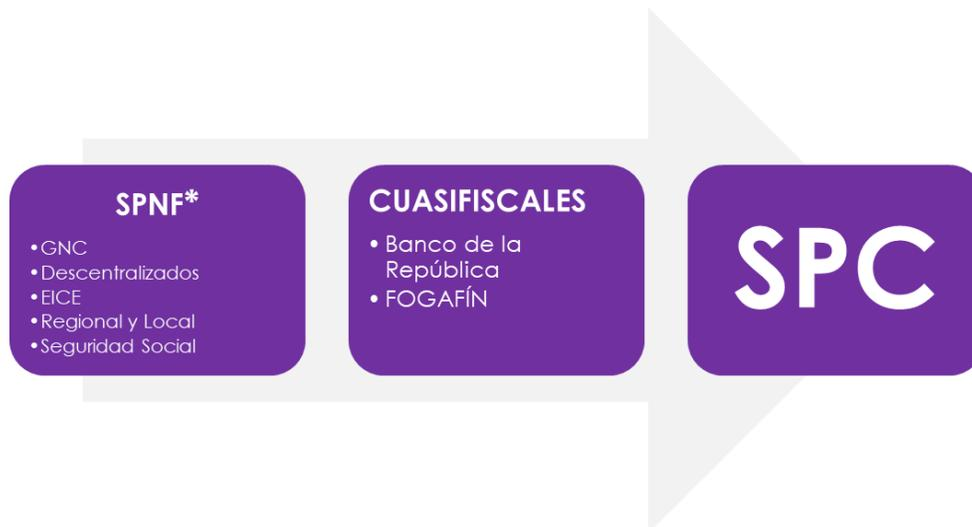 SPNF*
•GNC
•Descentralizados
•EICE
•Regional y Local
•Seguridad Social
CUASIFISCALES
•Banco de la
República
•FOGAFÍN
SPC